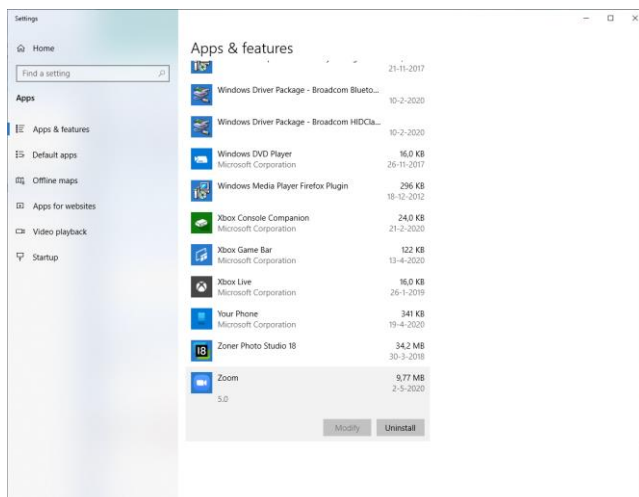 Settings
Home
Find a setting
Apps
Apps & features
Default apps
Offline maps
Apps for websites
Video playback
Startup
Apps & features
21-11-2017
Windows Driver Package - Broadcom Blueto...
10-2-2020
Windows Driver Package - Broadcom HIDCla...
10-2-2020
Windows DVD Player 16,0 KB
Microsoft Corporation 26-11-2017
Windows Media Player Firefox Plugin 296 KB
18-12-2012
Xbox Console Companion 24,0 KB
Microsoft Corporation 21-2-2020
Xbox Game Bar 122 KB
Microsoft Corporation 13-4-2020
Xbox Live 16,0 KB
Microsoft Corporation 26-1-2019
Your Phone 341 KB
Microsoft Corporation 19-4-2020
18
Zoner Photo Studio 18 34,2 MB
30-3-2018
Zoom 9,77 MB
2-5-2020
5.0
Modify Uninstall